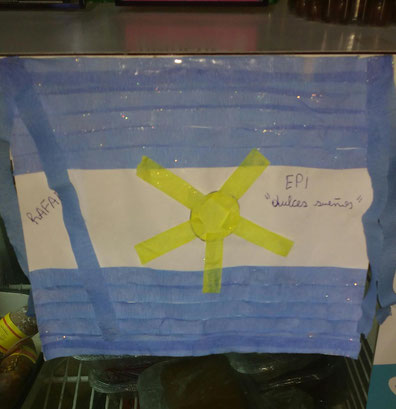 RAFA
EPI
"dulces sueños"